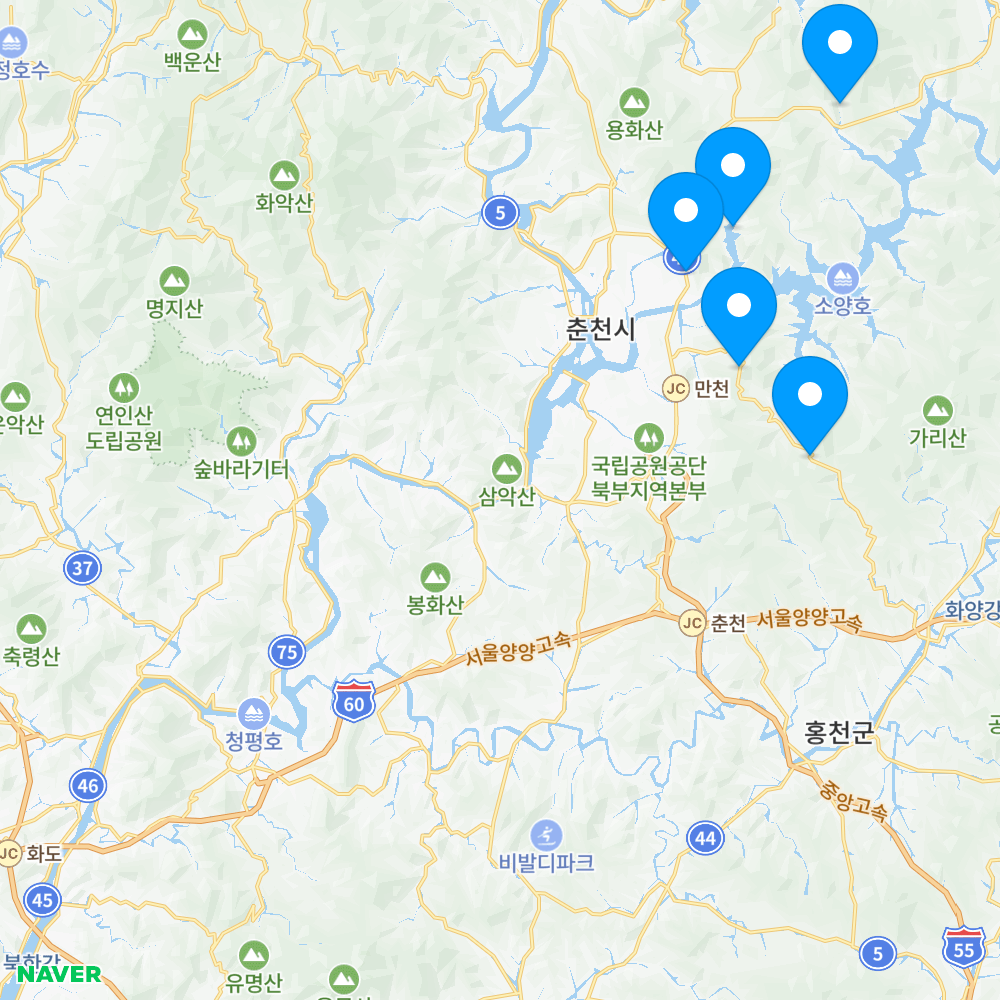 백운산
정호수
용화산
화악산
5
명지산
소양호
춘천시
JC 만천
연인산
도립공원
가리산
숲바라기터
국립공원공단
북부지역본부
삼악산
37
봉화산
화양강
JC 춘천
서울양양고속
서울양양고속
축령산
75
60
청평호
홍천군
46
중앙고속
비발디파크
44
JC 화도
45
5
55
북한강
유명산
NAVER